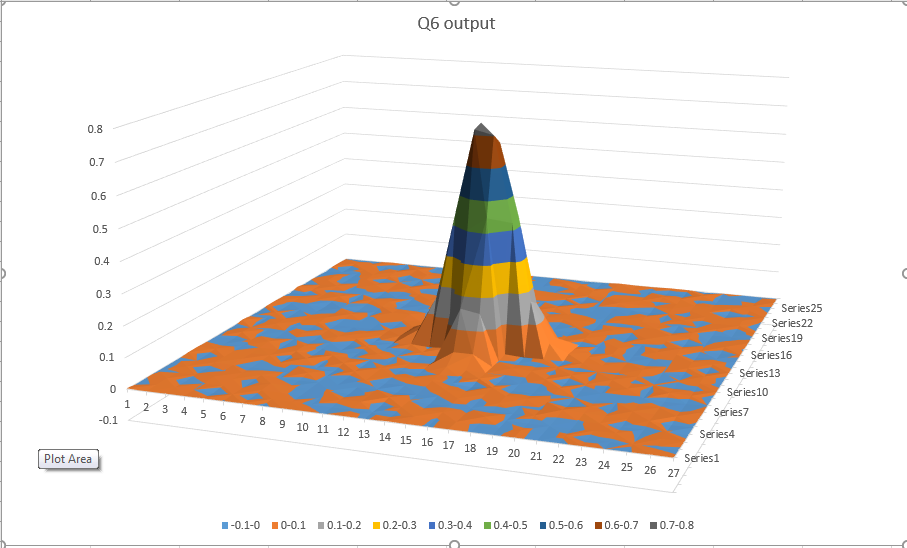 Q6 output
0.8
0.7
0.6
0.5
0.4
0.3
0.2
0.1
0
-0.1
1 2 3 4 5 6 7 8 9 10 11 12 13 14 15 16 17 18 19 20 21 22 23 24 25 26 27
Series25
Series22
Series19
Series16
Series13
Series10
Series7
Series4
Series1
Plot Area
-0.1-0 0-0.1 0.1-0.2 0.2-0.3 0.3-0.4 0.4-0.5 0.5-0.6 0.6-0.7 0.7-0.8